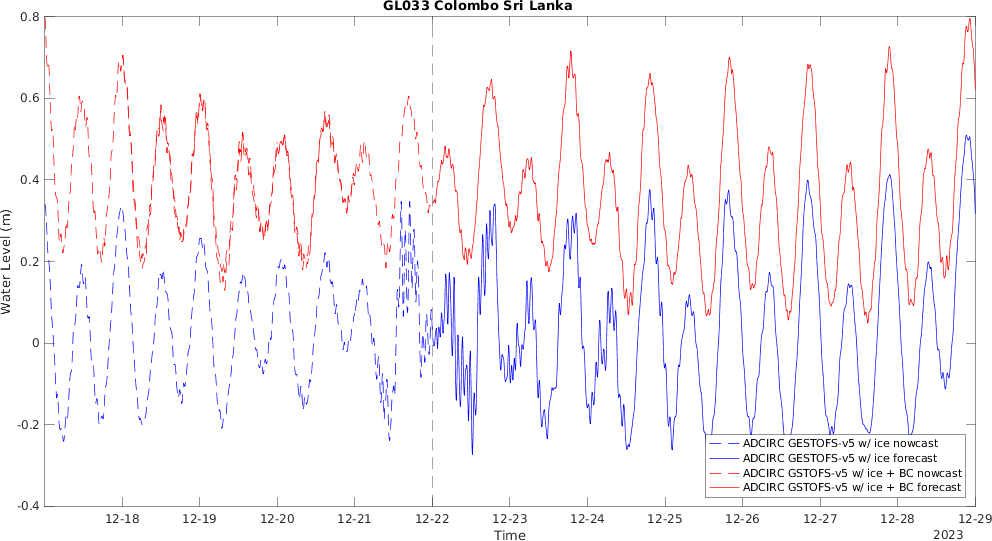 GL033 Colombo Sri Lanka
0.8
0.6
0.4
0.2
0
-0.2
-0.4
Water Level (m)
ADCIRC GESTOFS-v5 w/ ice nowcast
ADCIRC GESTOFS-v5 w/ ice forecast
ADCIRC GSTOFS-v5 w/ ice + BC nowcast
ADCIRC GSTOFS-v5 w/ ice + BC forecast
12-18 12-19 12-20 12-21 12-22 12-23 12-24 12-25 12-26 12-27 12-28 12-29
Time
2023